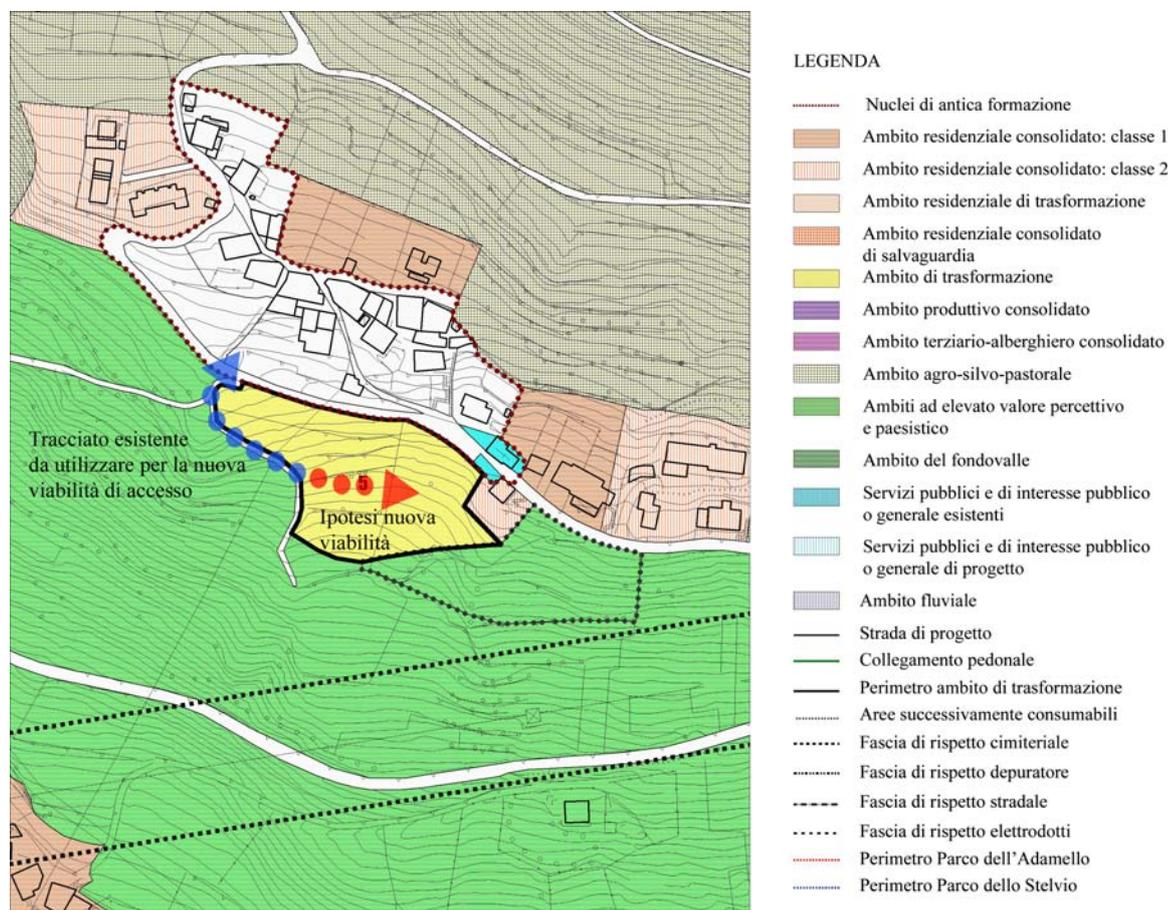 Tracciato esistente
da utilizzare per la nuova
viabilità di accesso
5
Ipotesi nuova
viabilità
LEGENDA
Nuclei di antica formazione
Ambito residenziale consolidato: classe 1
Ambito residenziale consolidato: classe 2
Ambito residenziale di trasformazione
Ambito residenziale consolidato
di salvaguardia
Ambito di trasformazione
Ambito produttivo consolidato
Ambito terziario-alberghiero consolidato
Ambito agro-silvo-pastorale
Ambiti ad elevato valore percettivo
e paesistico
Ambito del fondovalle
Servizi pubblici e di interesse pubblico
o generale esistenti
Servizi pubblici e di interesse pubblico
o generale di progetto
Ambito fluviale
Strada di progetto
Collegamento pedonale
Perimetro ambito di trasformazione
Aree successivamente consumabili
Fascia di rispetto cimiteriale
Fascia di rispetto depuratore
Fascia di rispetto stradale
Fascia di rispetto elettrodotti
Perimetro Parco dell'Adamello
Perimetro Parco dello Stelvio